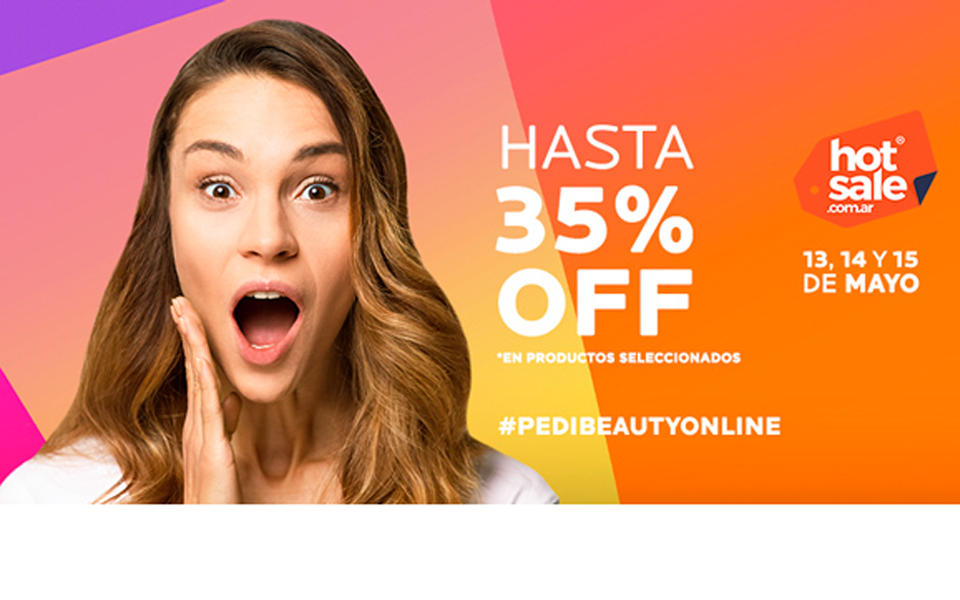 HASTA
35%
OFF
*EN PRODUCTOS SELECCIONADOS
#PEDIBEAUTYONLINE
hot®
sale
.com.ar
13, 14 Y 15
DE MAYO